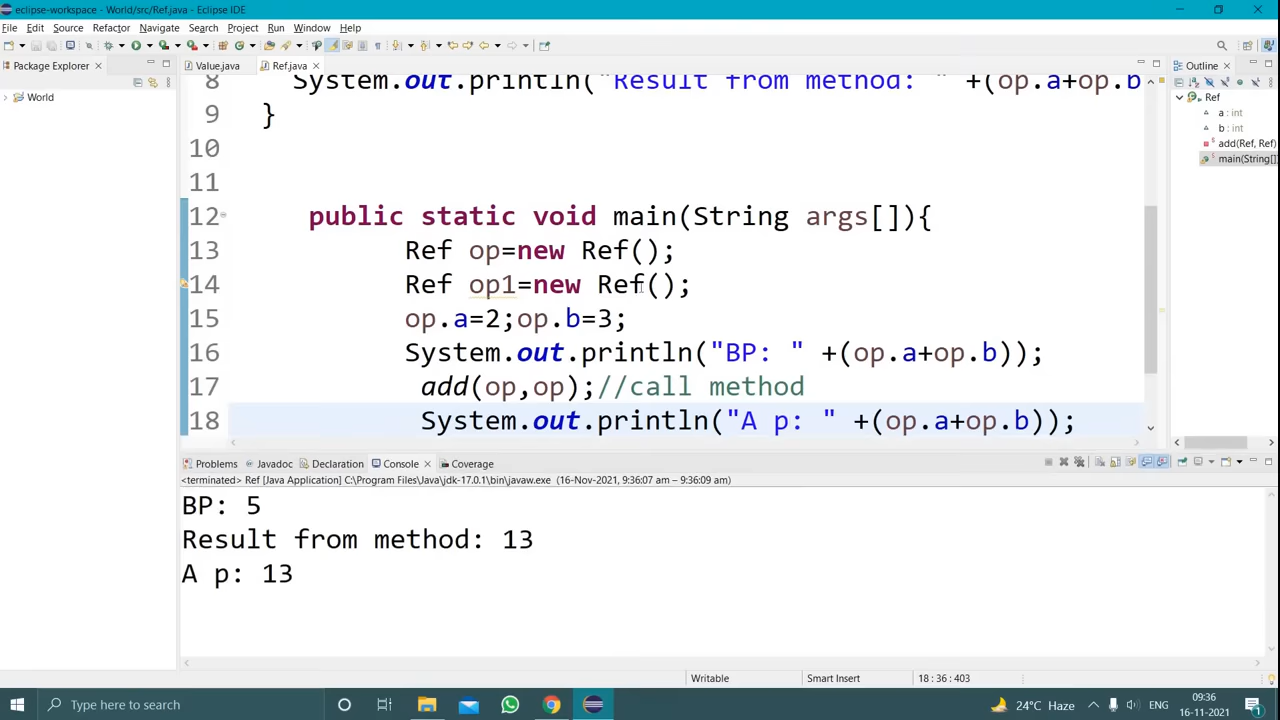 eclipse-workspace - World/src/Ref.java - Eclipse IDE
File Edit Source Refactor Navigate Search Project Run Window Help
Package Explorer
World
Value.java Ref.java
8 System.out.println("Result from method: " +(op.a+op.b
9 }
10
11
12 public static void main(String args[]){
13 Ref op=new Ref();
14 Ref op1=new Ref();
15 op.a=2;op.b=3;
16 System.out.println("BP: " +(op.a+op.b));
17 add(op,op);//call method
18 System.out.println("A p: " +(op.a+op.b));
Outline
Ref
a : int
b : int
add(Ref, Ref)
main(String[]
Problems Javadoc Declaration Console Coverage
<terminated> Ref [Java Application] C:\Program Files\Java\jdk-17.0.1\bin\javaw.exe (16-Nov-2021, 9:36:07 am – 9:36:09 am)
BP: 5
Result from method: 13
A p: 13
Writable Smart Insert 18 : 36 : 403
Type here to search
24°C Haze ENG 09:36
16-11-2021